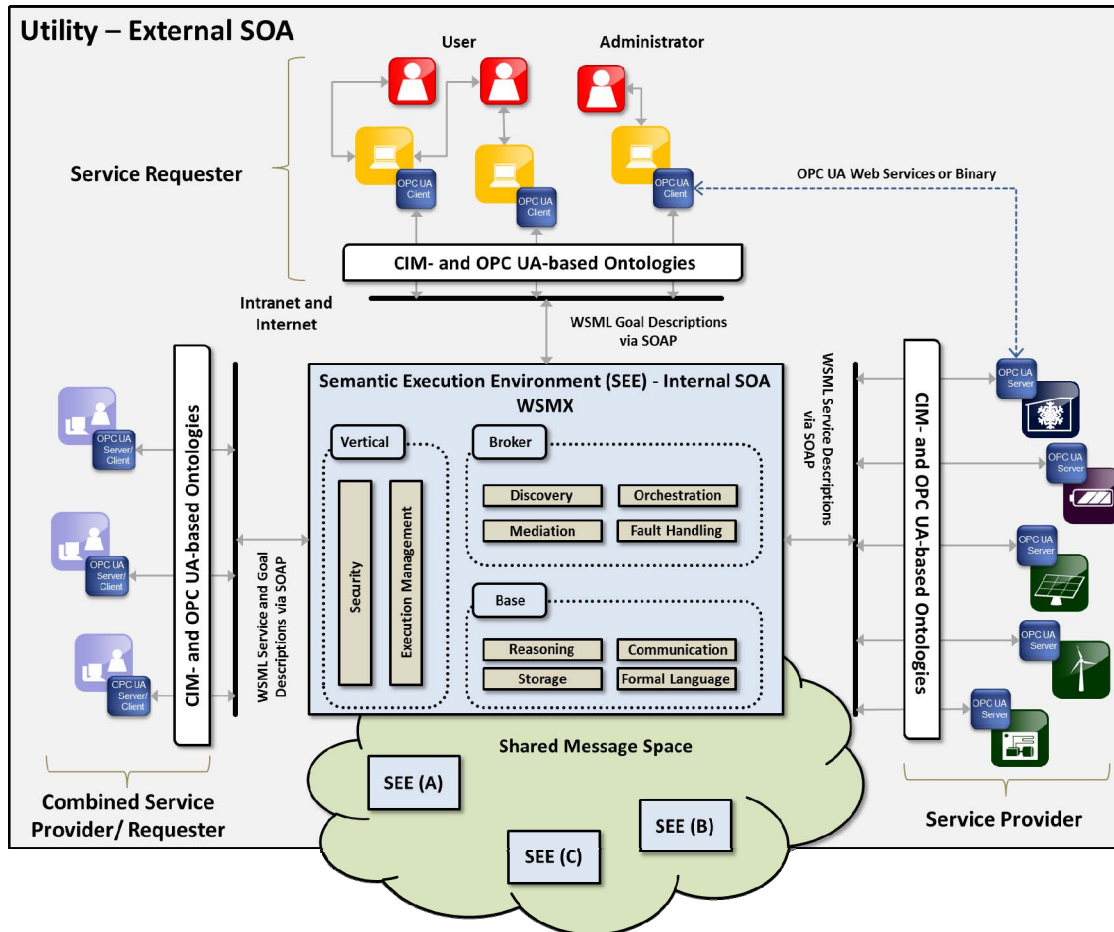 Utility – External SOA
User
Administrator
Service Requester
OPC UA
Client
OPC UA
Client
OPC UA
Client
OPC UA Web Services or Binary
CIM- and OPC UA-based Ontologies
Intranet and
Internet
WSML Goal Descriptions
via SOAP
Semantic Execution Environment (SEE) - Internal SOA
WSMX
Vertical
Security
Execution Management
Broker
Discovery
Orchestration
Mediation
Fault Handling
Base
Reasoning
Communication
Storage
Formal Language
OPC UA
Server/
Client
OPC UA
Server/
Client
OPC UA
Server/
Client
CIM- and OPC UA-based Ontologies
WSML Service and Goal
Descriptions via SOAP
Combined Service
Provider/ Requester
WSML Service Descriptions
via SOAP
CIM- and OPC UA-based Ontologies
OPC UA
Server
OPC UA
Server
OPC UA
Server
OPC UA
Server
OPC UA
Server
Service Provider
Shared Message Space
SEE (A)
SEE (B)
SEE (C)